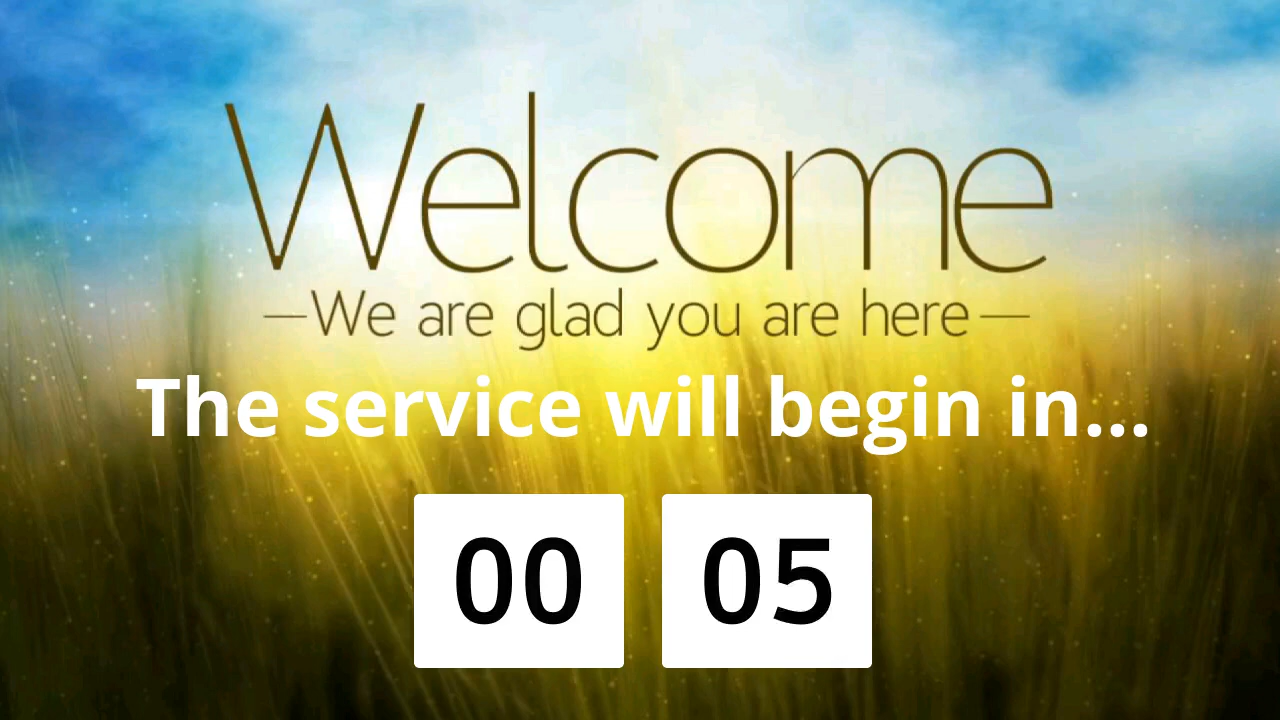 Welcome
—We are glad you are here—
The service will begin in...
00 05